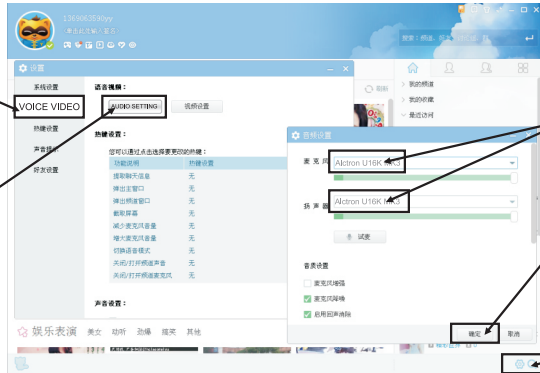 1369063590yy
设置
系统设置
VOICE VIDEO
热键设置
好友设置
语音视频：
AUDIO SETTING
视频设置
热键设置：
您可以通过点击选择要更改的热键：
功能说明 热键设置
提取聊天信息 无
弹出主窗口 无
弹出频道窗口 无
截取屏幕 无
减少麦克风音量 无
增大麦克风音量 无
切换语音模式 无
关闭/打开频道声音 无
关闭/打开频道麦克风 无
声音设置：
刷新
我的频道
我的收藏
最近访问
音频设置
麦克风 Alctron U16K MK3
扬声器 Alctron U16K MK3
试麦
音质设置
麦克风增强
麦克风降噪
启用回声消除
确定 取消
娱乐表演 美女 动听 劲爆 搞笑 其他